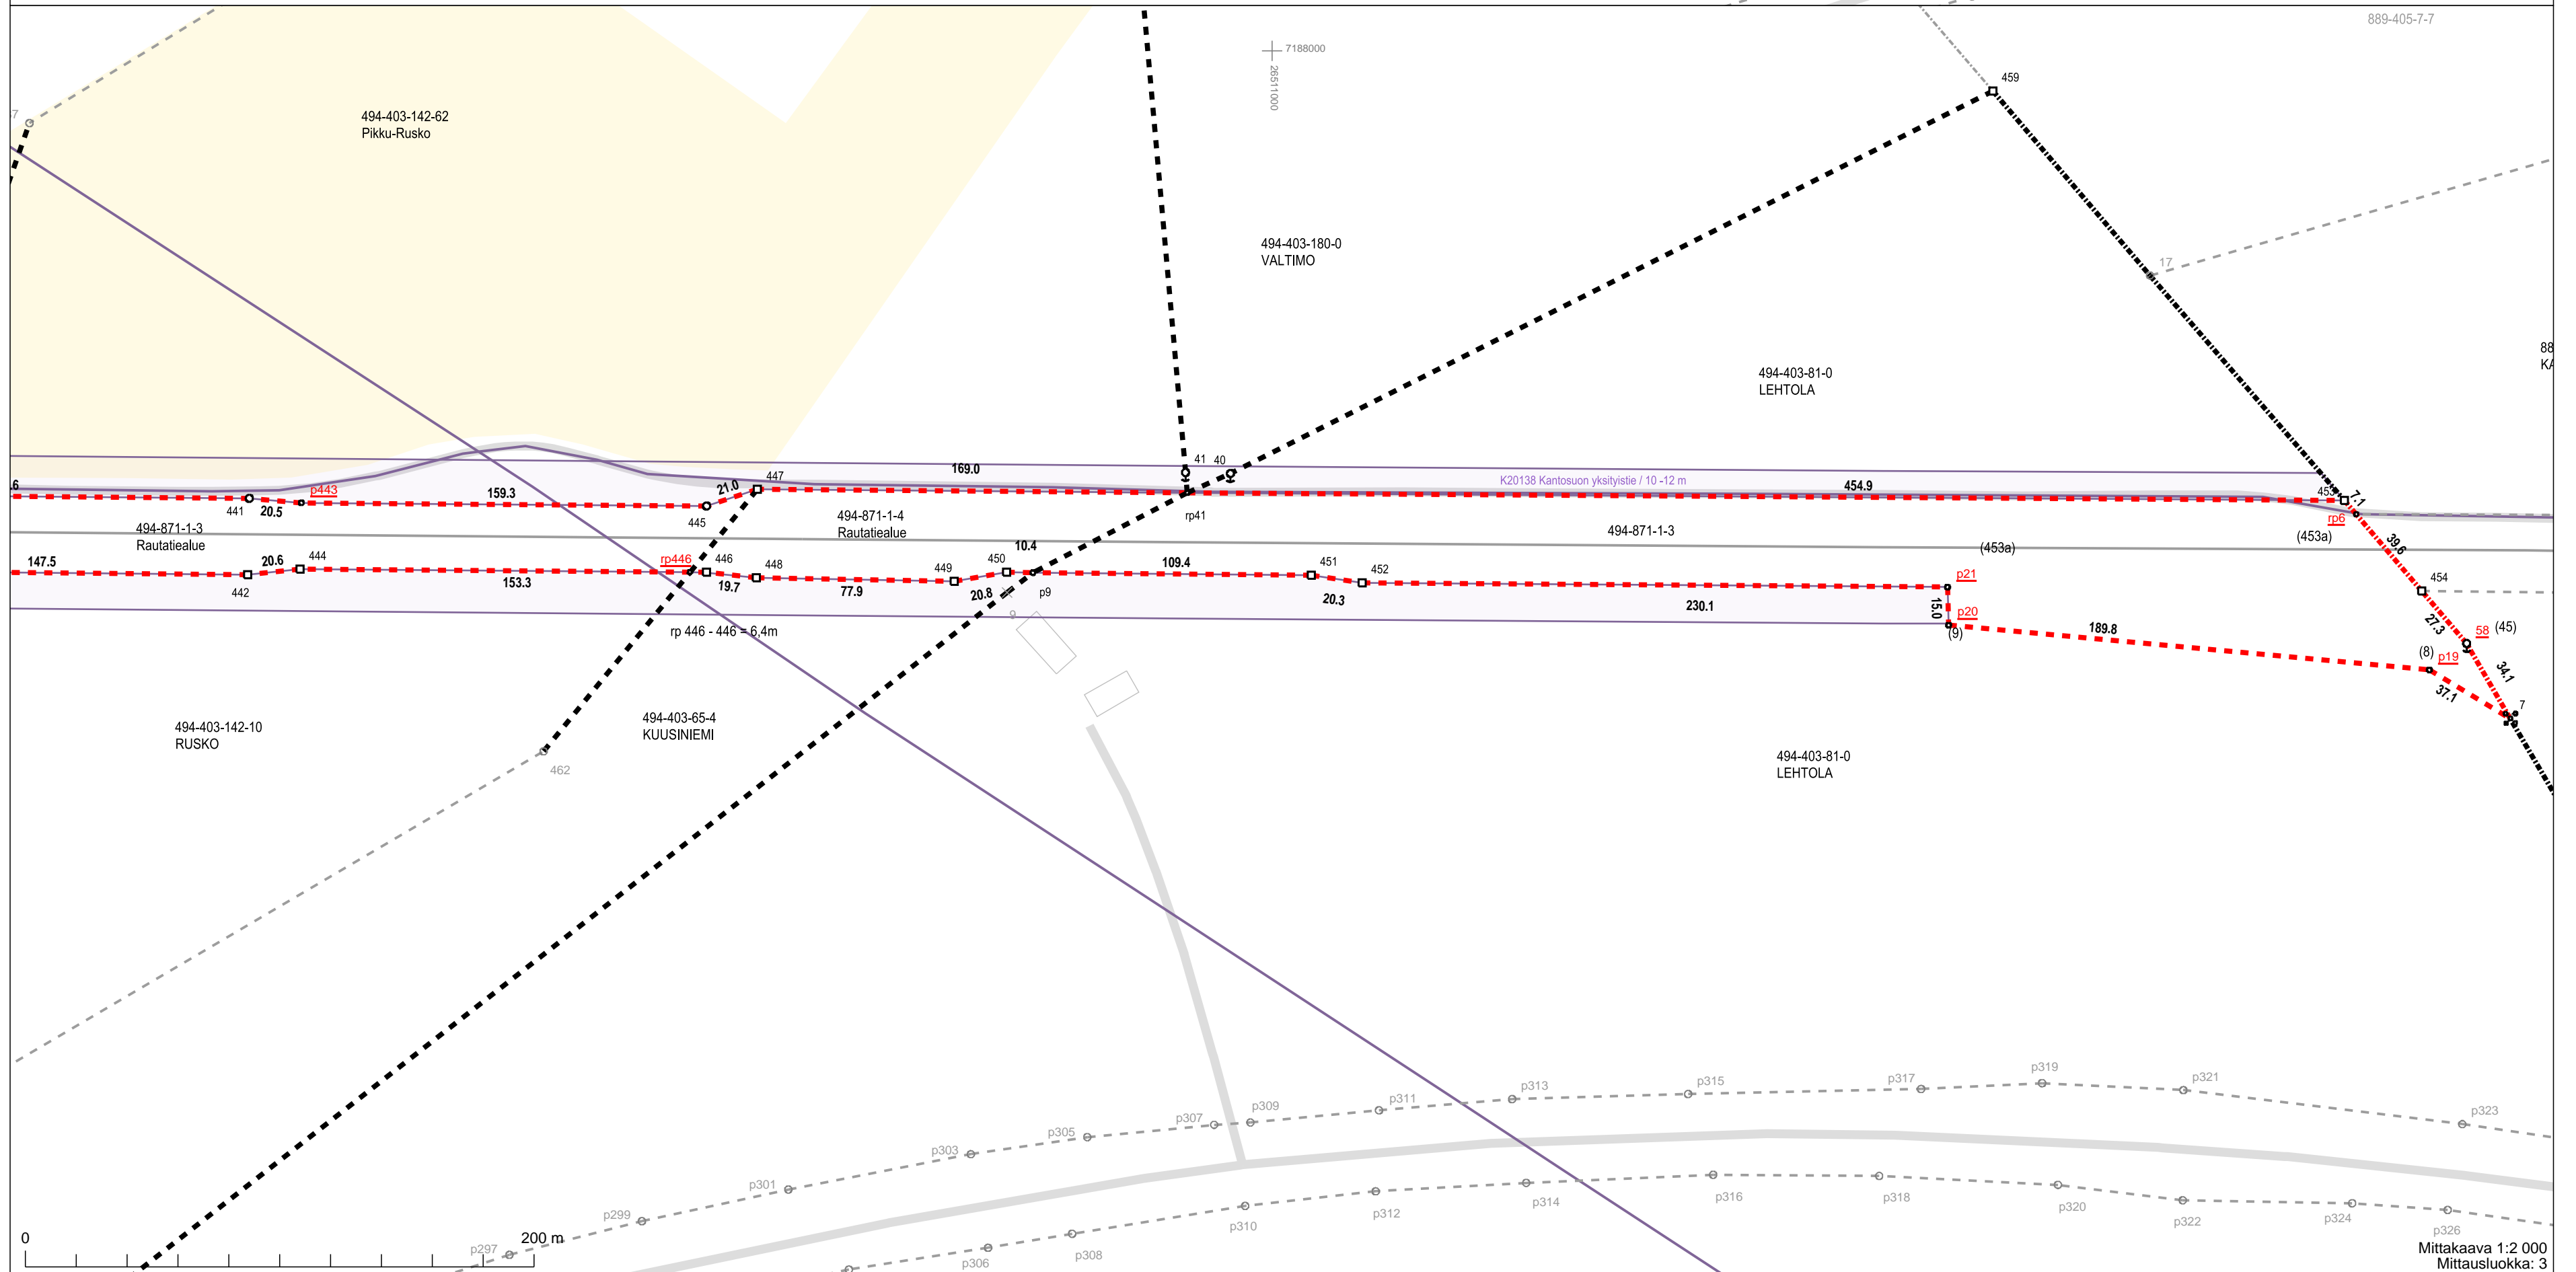 889-405-7-7
7188000
26511000
459
494-403-142-62
Pikku-Rusko
494-403-180-0
VALTIMO
17
494-403-81-0
LEHTOLA
169.0
41
40
447
K20138 Kantosuon yksityistie / 10 -12 m
454.9
7.1
.6
p443
159.3
21.0
441
20.5
445
494-871-1-4
Rautatiealue
rp41
rp6
494-871-1-3
Rautatiealue
494-871-1-3
(453a)
(453a)
39.6
147.5
20.6
444
rp446
446
448
10.4
450
109.4
451
452
p21
454
442
153.3
19.7
77.9
449
20.8
p9
20.3
230.1
15.0
p20
(9)
189.8
27.3
58
(45)
9
rp 446 - 446 = 6,4m
(8)
p19
34.1
37.1
7
494-403-142-10
RUSKO
494-403-65-4
KUUSINIEMI
462
494-403-81-0
LEHTOLA
p297
p299
p301
p303
p305
p307
p309
p311
p313
p315
p317
p319
p321
p323
p306
p308
p310
p312
p314
p316
p318
p320
p322
p324
p326
0
200 m
Mittakaava 1:2 000
Mittausluokka: 3